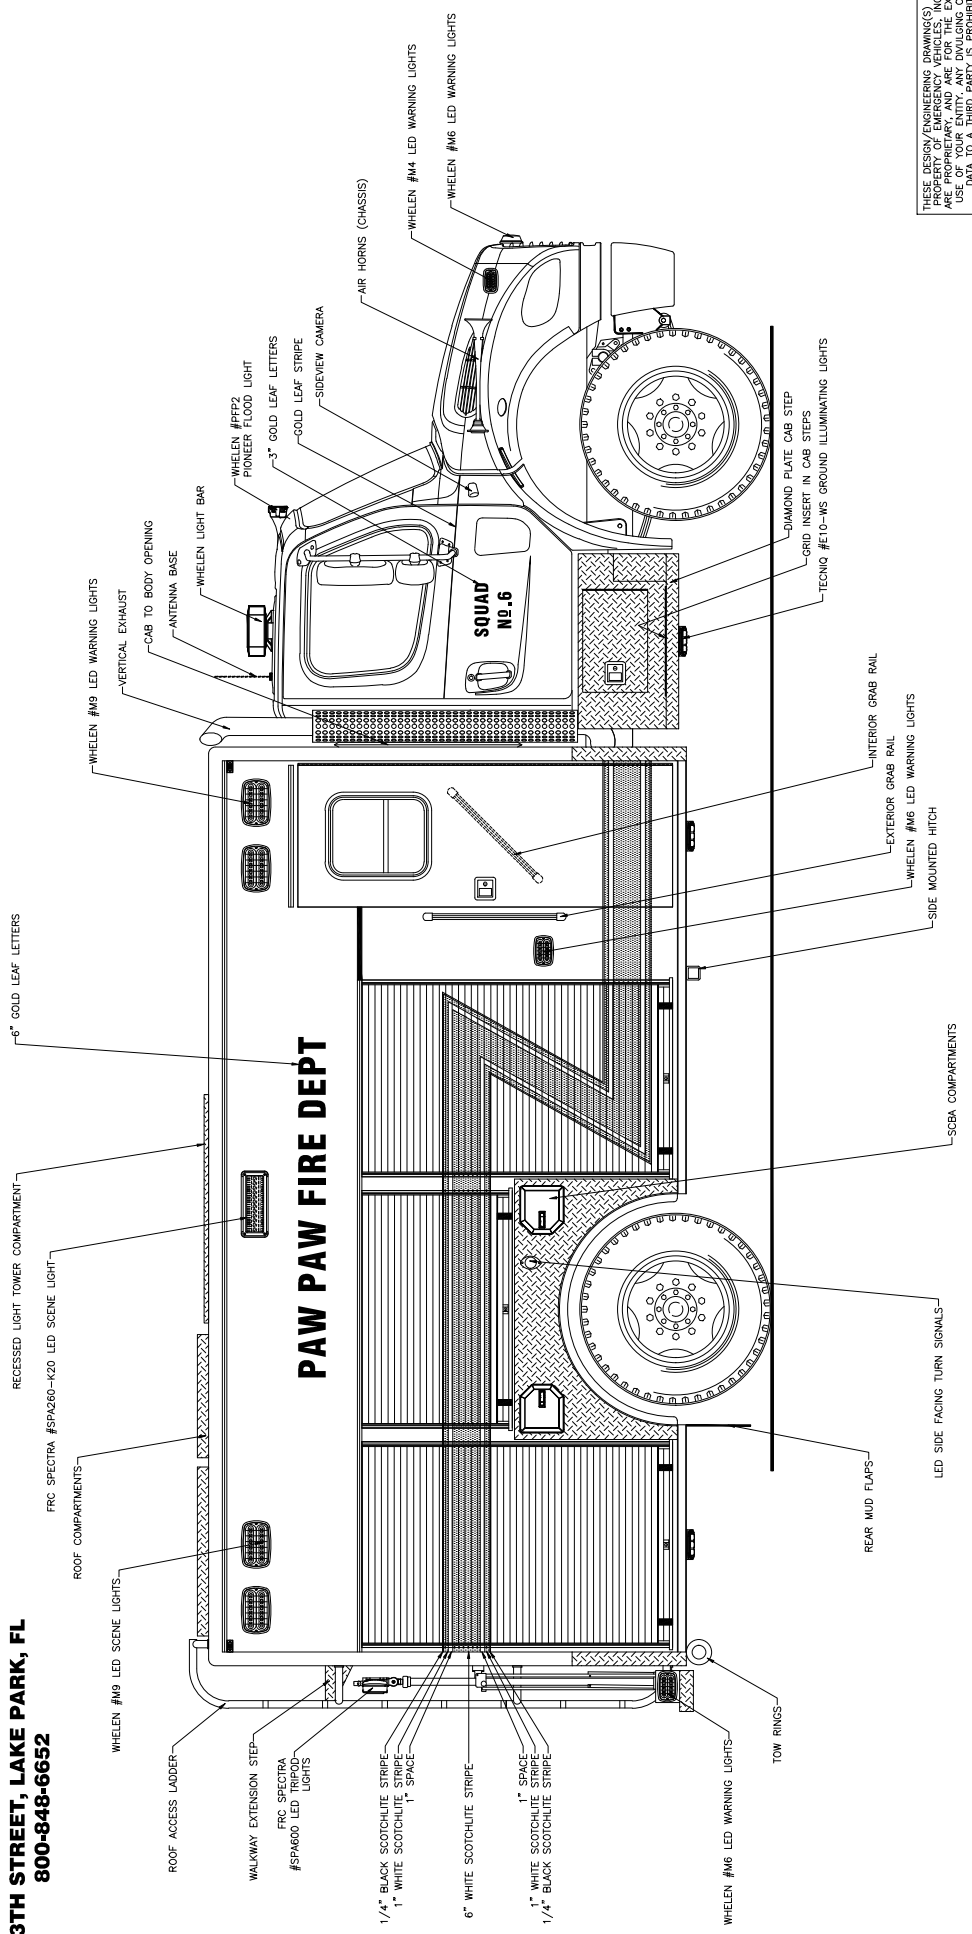 3TH STREET, LAKE PARK, FL
800-848-6652
RECESSED LIGHT TOWER COMPARTMENT
6" GOLD LEAF LETTERS
FRC SPECTRA #SPA260-K20 LED SCENE LIGHT
ROOF COMPARTMENTS
WHELEN #M9 LED SCENE LIGHTS
ROOF ACCESS LADDER
WALKWAY EXTENSION STEP
FRC SPECTRA
#SPA600 LED TRIPOD
LIGHTS
1/4" BLACK SCOTCHLITE STRIPE
1" WHITE SCOTCHLITE STRIPE
1" SPACE
6" WHITE SCOTCHLITE STRIPE
1" SPACE
1" WHITE SCOTCHLITE STRIPE
1/4" BLACK SCOTCHLITE STRIPE
WHELEN #M6 LED WARNING LIGHTS
TOW RINGS
WHELEN #M9 LED WARNING LIGHTS
VERTICAL EXHAUST
CAB TO BODY OPENING
ANTENNA BASE
WHELEN LIGHT BAR
WHELEN #PFP2
PIONEER FLOOD LIGHT
3" GOLD LEAF LETTERS
GOLD LEAF STRIPE
SIDEVIEW CAMERA
AIR HORNS (CHASSIS)
WHELEN #M4 LED WARNING LIGHTS
WHELEN #M6 LED WARNING LIGHTS
PAW PAW FIRE DEPT
SQUAD
No.6
DIAMOND PLATE CAB STEP
GRID INSERT IN CAB STEPS
TECNIQ #E10-WS GROUND ILLUMINATING LIGHTS
INTERIOR GRAB RAIL
EXTERIOR GRAB RAIL
WHELEN #M6 LED WARNING LIGHTS
SIDE MOUNTED HITCH
SCBA COMPARTMENTS
LED SIDE FACING TURN SIGNALS
REAR MUD FLAPS
THESE DESIGN/ENGINEERING DRAWING(S)
PROPERTY OF EMERGENCY VEHICLES, INC
ARE PROPRIETARY, AND ARE FOR THE EX
USE OF YOUR ENTITY. ANY DIVULGING O
DATA TO A THIRD PARTY IS PROHIBIT